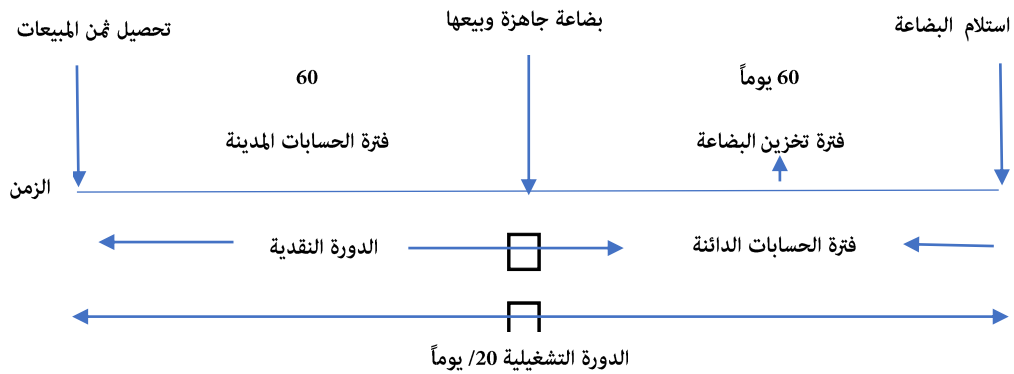 استلام البضاعة
بضاعة جاهزة وبيعها
تحصيل ثمن المبيعات
60 يوماً
60
فترة تخزين البضاعة
فترة الحسابات المدينة
الزمن
فترة الحسابات الدائنة
الدورة النقدية
الدورة التشغيلية 20/ يوماً